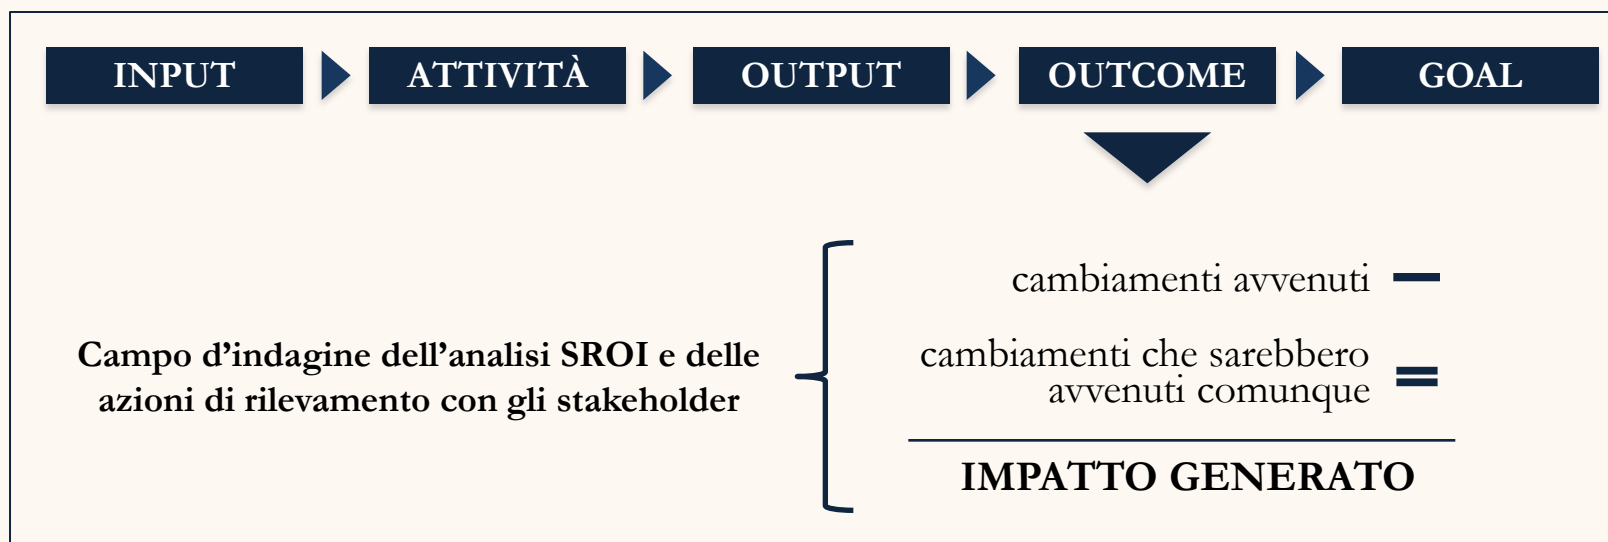 INPUT
ATTIVITÀ
OUTPUT
OUTCOME
GOAL
Campo d’indagine dell’analisi SROI e delle
azioni di rilevamento con gli stakeholder
cambiamenti avvenuti −
cambiamenti che sarebbero
avvenuti comunque =
IMPATTO GENERATO